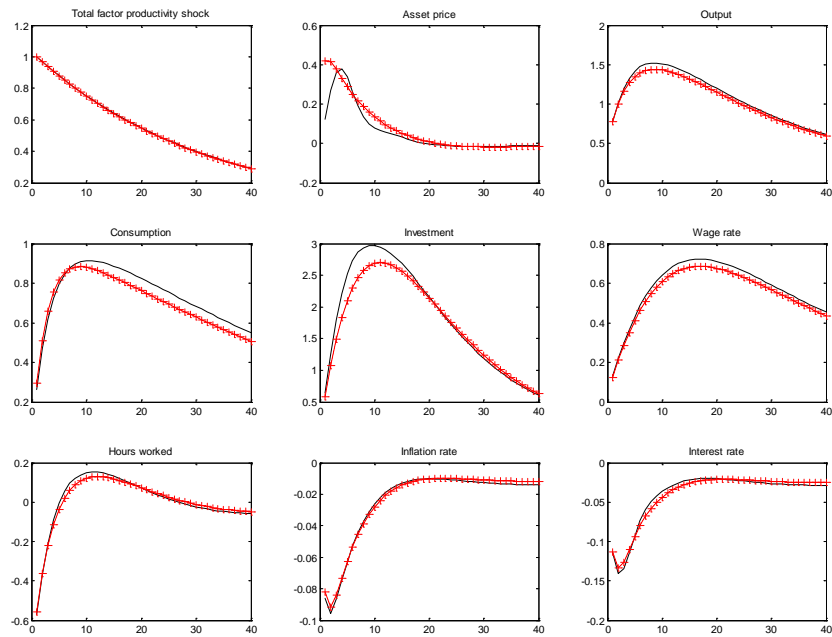 Total factor productivity shock
1.2
1
0.8
0.6
0.4
0.2
0 10 20 30 40
Asset price
0.6
0.4
0.2
0
-0.2
0 10 20 30 40
Output
2
1.5
1
0.5
0
0 10 20 30 40
Consumption
1
0.8
0.6
0.4
0.2
0 10 20 30 40
Investment
3
2.5
2
1.5
1
0.5
0 10 20 30 40
Wage rate
0.8
0.6
0.4
0.2
0
0 10 20 30 40
Hours worked
0.2
0
-0.2
-0.4
-0.6
0 10 20 30 40
Inflation rate
0
-0.02
-0.04
-0.06
-0.08
-0.1
0 10 20 30 40
Interest rate
0
-0.05
-0.1
-0.15
-0.2
0 10 20 30 40